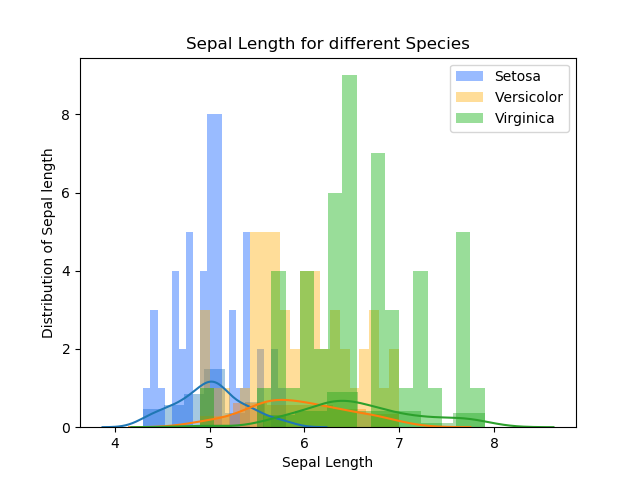 Sepal Length for different Species
Setosa
Versicolor
Virginica
Distribution of Sepal length
8
6
4
2
0
4 5 6 7 8
Sepal Length